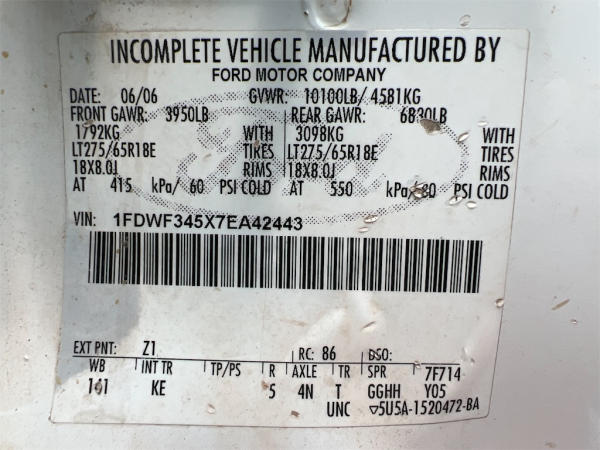 INCOMPLETE VEHICLE MANUFACTURED BY
FORD MOTOR COMPANY
DATE: 06/06 GVWR: 10100LB/ 4581KG
FRONT GAWR: 3950LB REAR GAWR: 6830LB
1792KG WITH 3098KG WITH
LT275/65R18E TIRES LT275/65R18E TIRES
18X8.0J RIMS 18X8.0J RIMS
AT 415 kPa/ 60 PSI COLD AT 550 kPa/ 80 PSI COLD
VIN: 1FDWF345X7EA42443
EXT PNT: Z1 RC: 86 DSO:
WB INT TR TP/PS R AXLE TR SPR 7F714
141 KE 5 4N T GGHH Y05
UNC ▽5U5A-1520472-BA